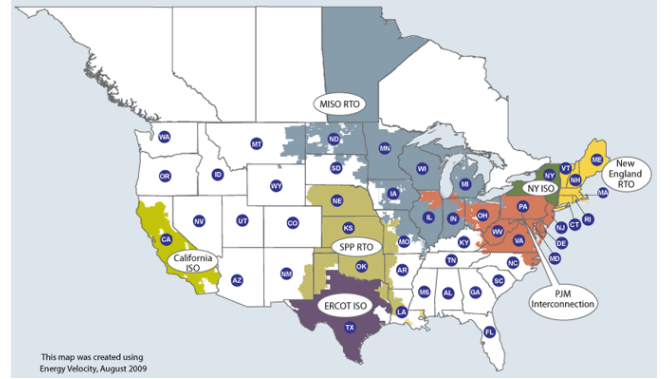 MISO RTO
WA
MT
ND
MN
VT
ME
OR
ID
SD
WI
MI
NY
NH
New
England
RTO
WY
NY ISO
MA
IA
NE
PA
NV
UT
CO
IL
IN
OH
NJ
CT
RI
CA
KS
WV
DE
California
ISO
SPP RTO
MO
KY
VA
MD
AZ
NM
OK
AR
TN
NC
PJM
Interconnection
ERCOT ISO
MS
AL
GA
SC
TX
LA
FL
This map was created using
Energy Velocity, August 2009